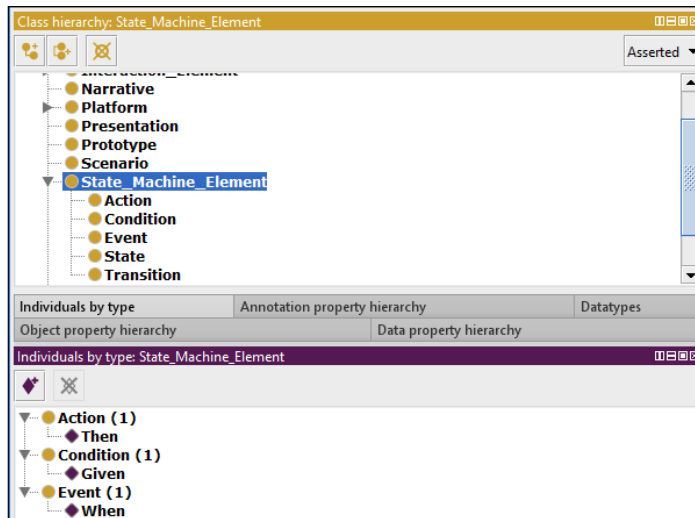 Class hierarchy: State_Machine_Element
Asserted
Interaction_Element
Narrative
Platform
Presentation
Prototype
Scenario
State_Machine_Element
Action
Condition
Event
State
Transition
Individuals by type Annotation property hierarchy Datatypes
Object property hierarchy Data property hierarchy
Individuals by type: State_Machine_Element
Action (1)
Then
Condition (1)
Given
Event (1)
When